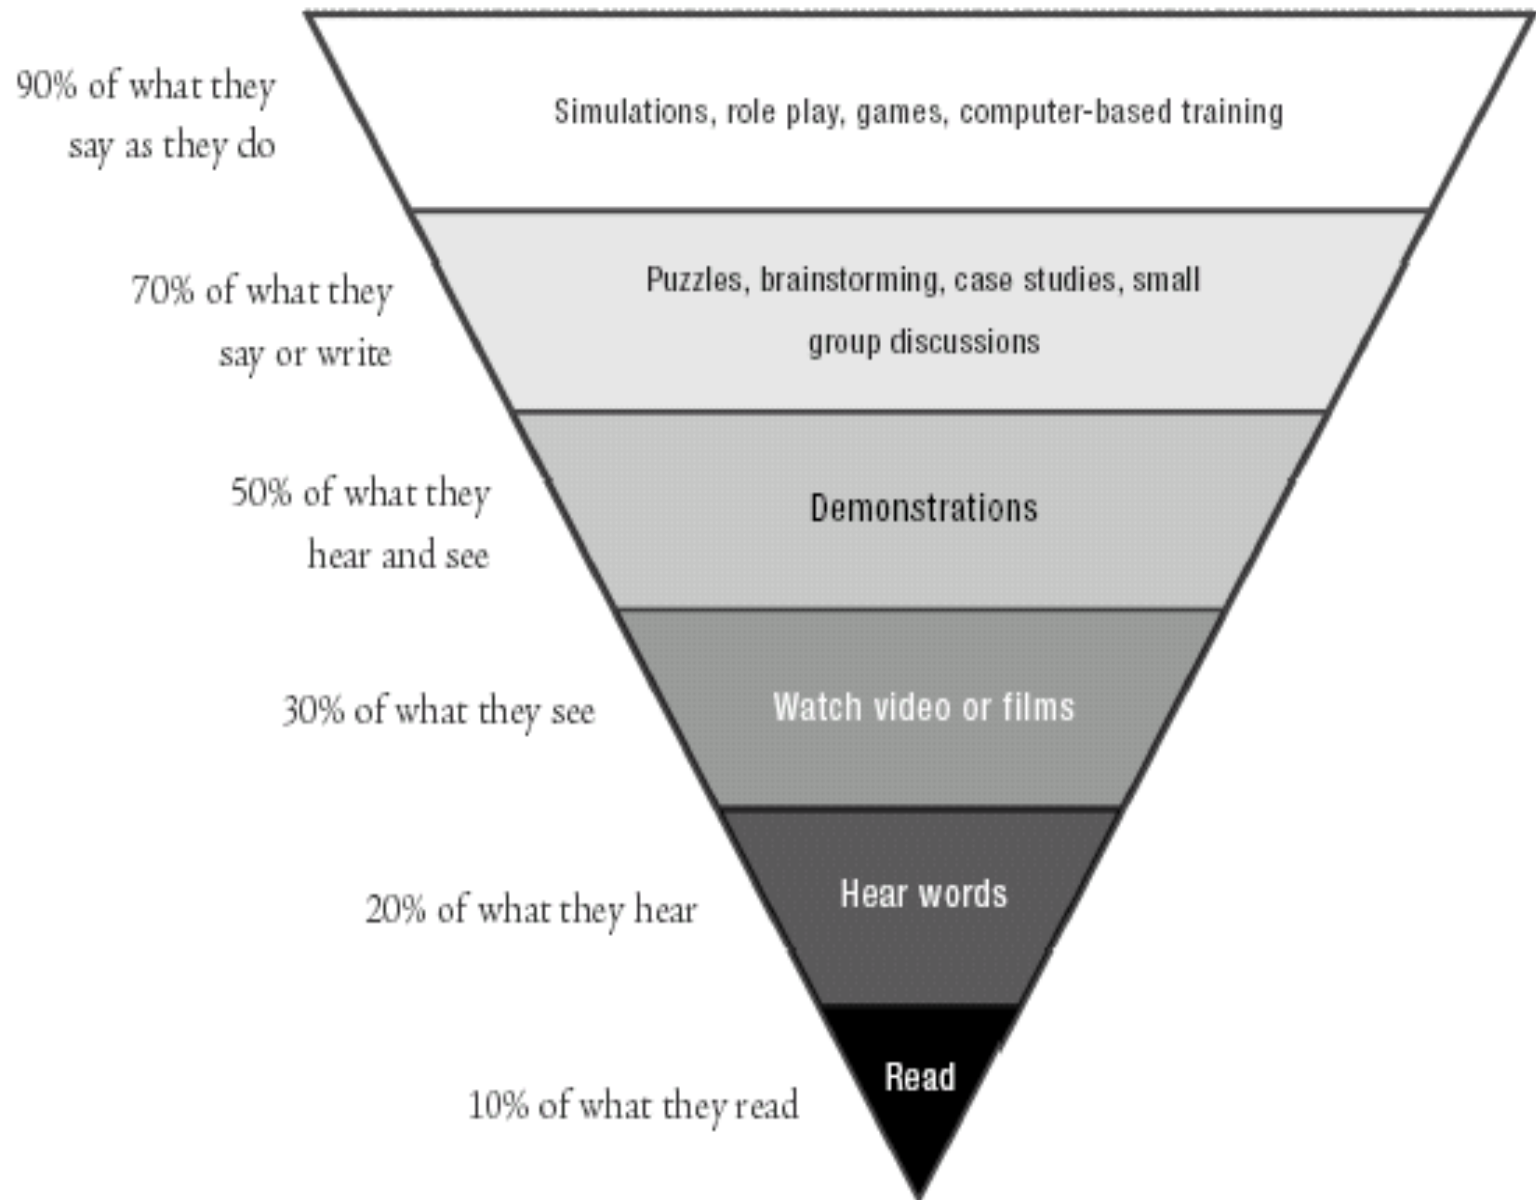 90% of what they
say as they do
Simulations, role play, games, computer-based training
70% of what they
say or write
Puzzles, brainstorming, case studies, small
group discussions
50% of what they
hear and see
Demonstrations
30% of what they see
Watch video or films
20% of what they hear
Hear words
10% of what they read
Read